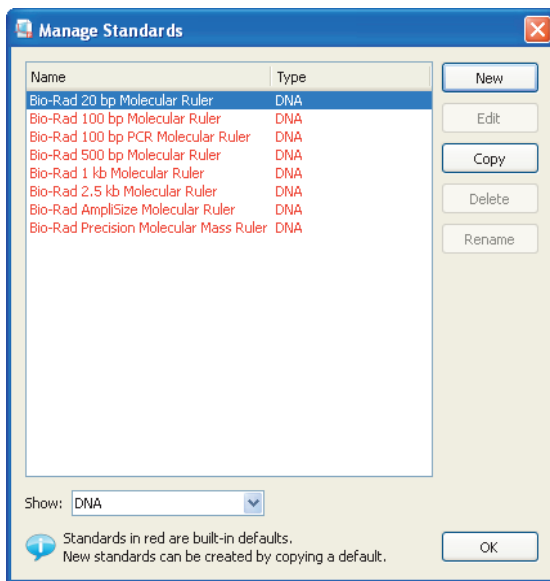 Manage Standards
Name Type
Bio-Rad 20 bp Molecular Ruler DNA
Bio-Rad 100 bp Molecular Ruler DNA
Bio-Rad 100 bp PCR Molecular Ruler DNA
Bio-Rad 500 bp Molecular Ruler DNA
Bio-Rad 1 kb Molecular Ruler DNA
Bio-Rad 2.5 kb Molecular Ruler DNA
Bio-Rad AmpliSize Molecular Ruler DNA
Bio-Rad Precision Molecular Mass Ruler DNA
New
Edit
Copy
Delete
Rename
Show: DNA
Standards in red are built-in defaults.
New standards can be created by copying a default.
OK